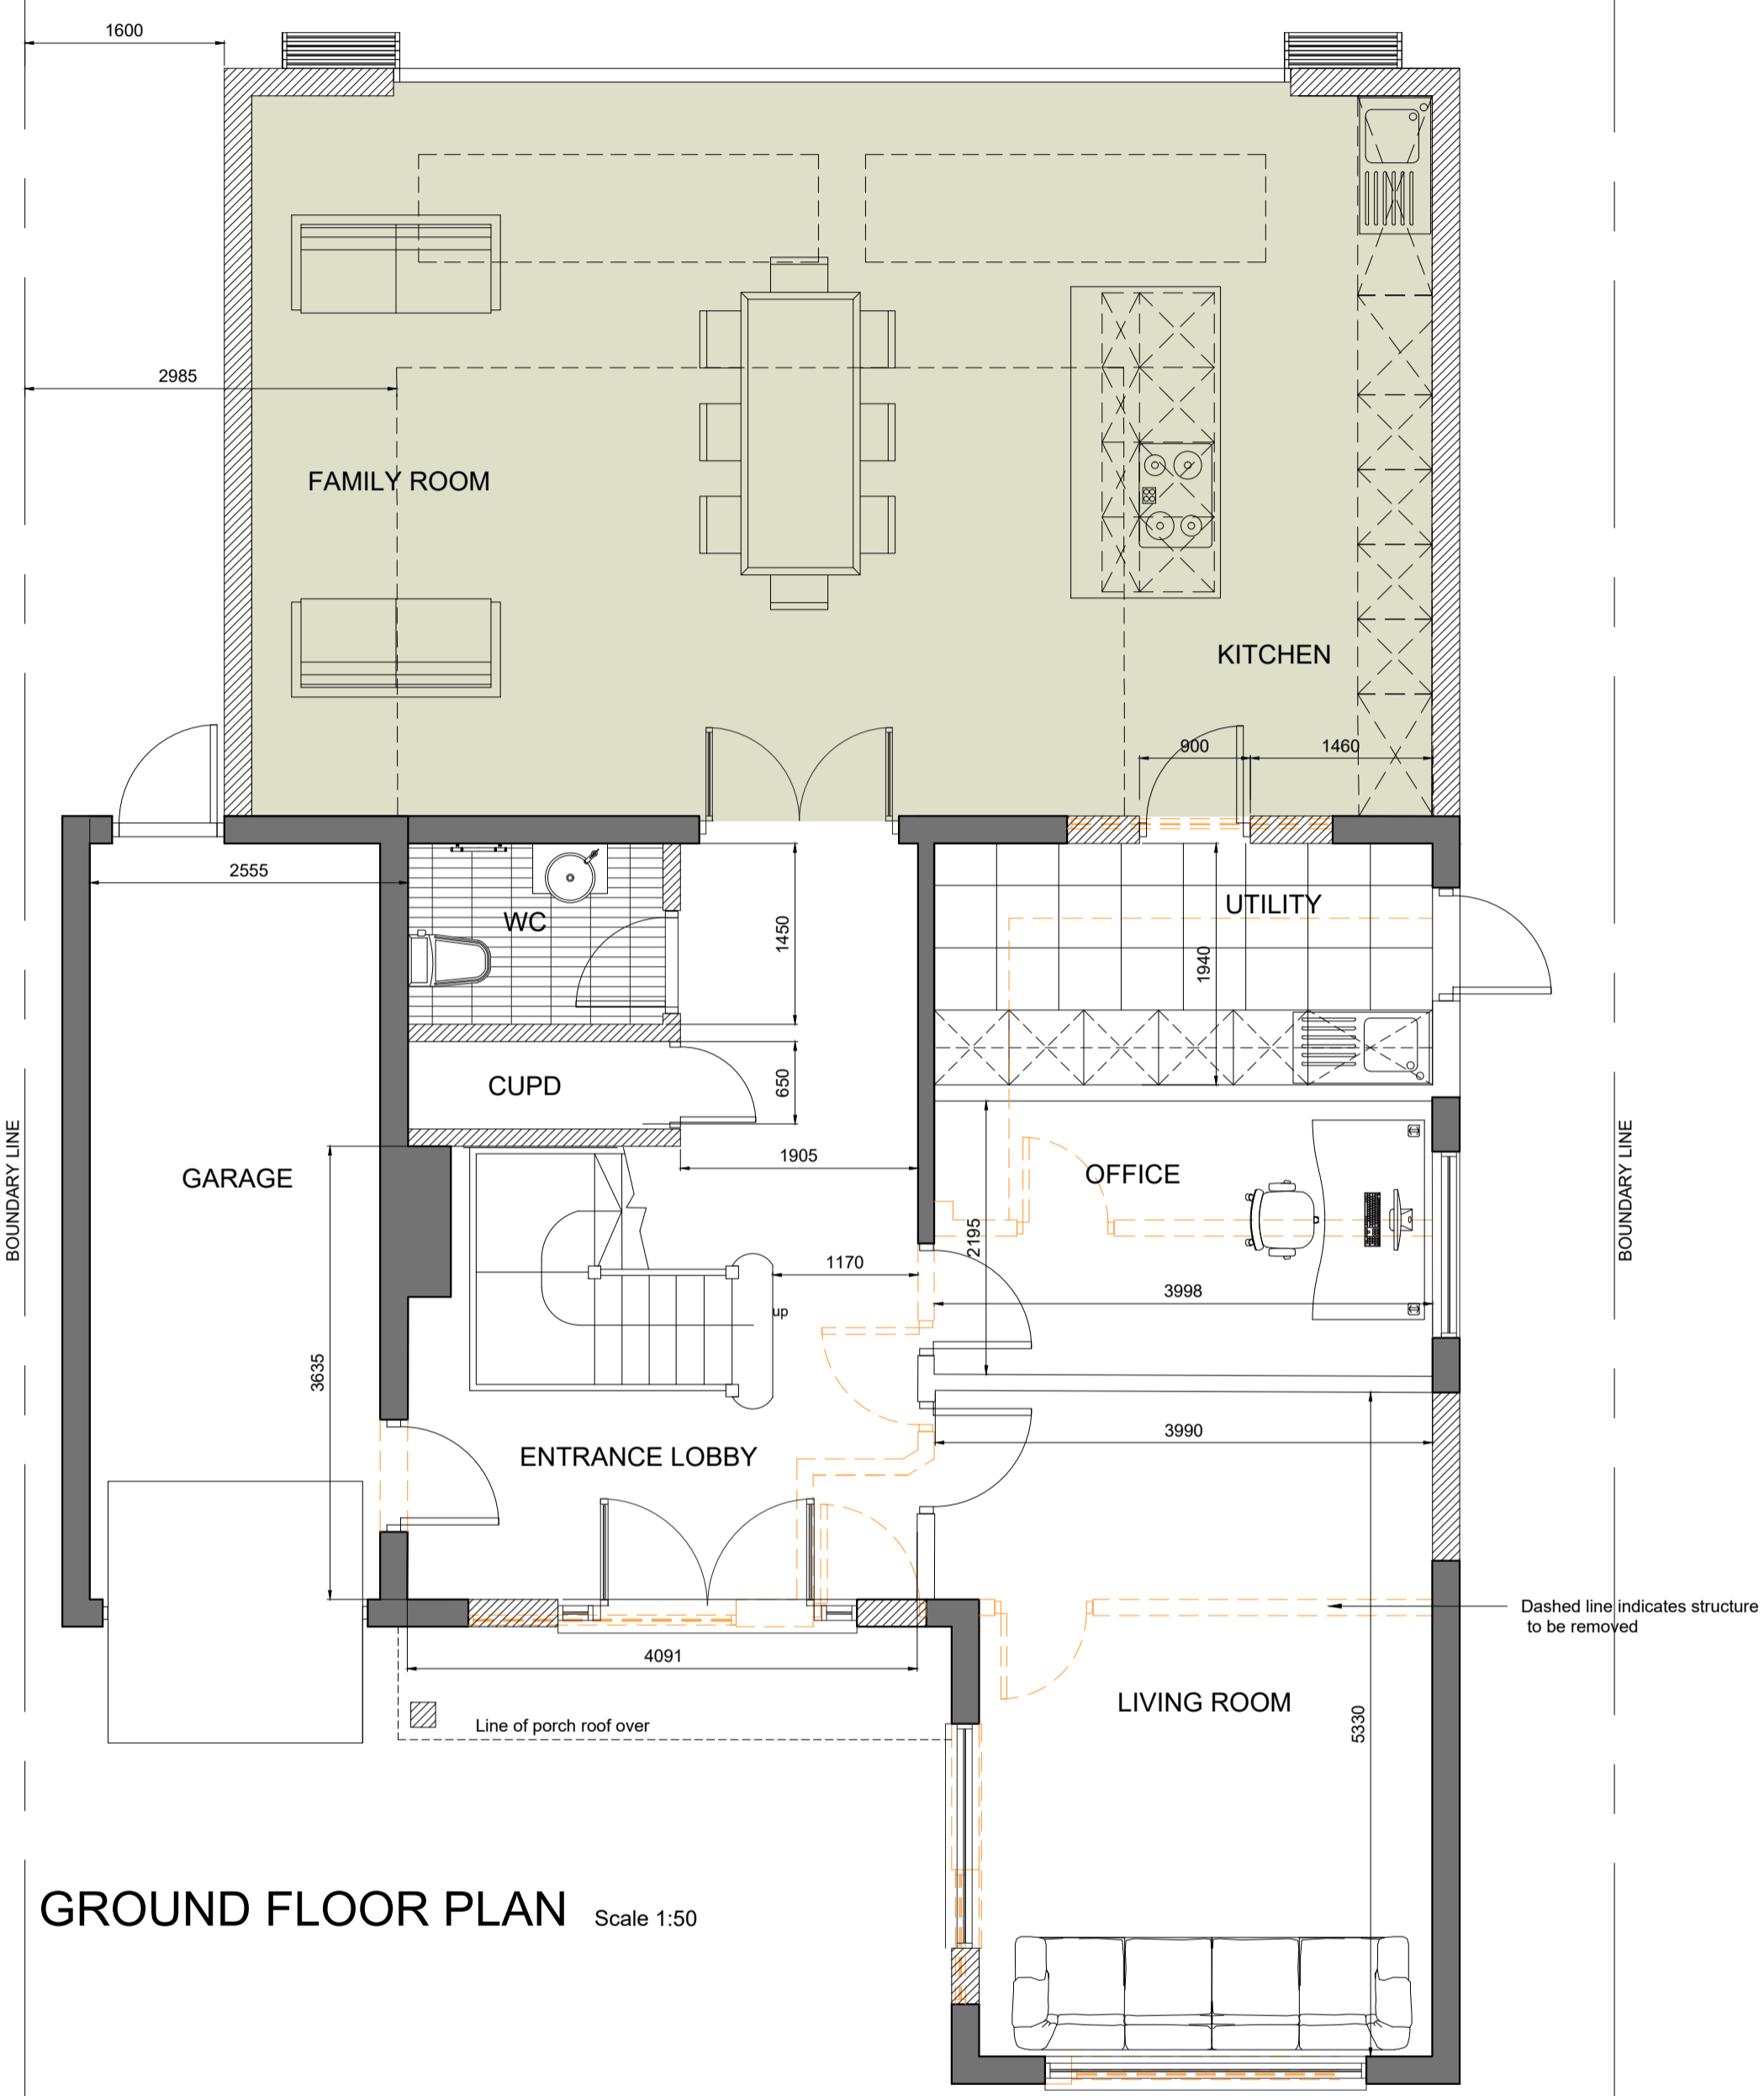 1600
2985
FAMILY ROOM
KITCHEN
900
1460
2555
WC
1450
UTILITY
1940
CUPD
650
BOUNDARY LINE
BOUNDARY LINE
GARAGE
1905
OFFICE
2195
1170
3998
up
3635
3990
ENTRANCE LOBBY
Dashed line indicates structure
to be removed
4091
LIVING ROOM
5330
Line of porch roof over
GROUND FLOOR PLAN Scale 1:50